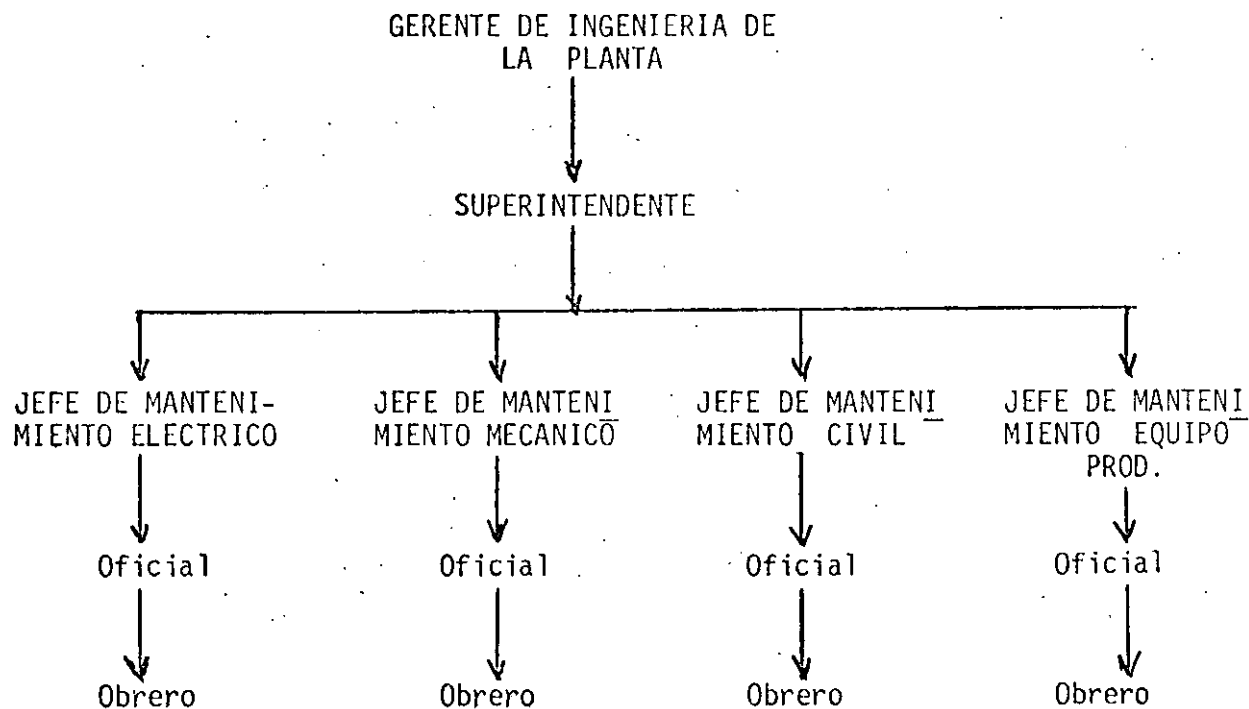 GERENTE DE INGENIERIA DE
LA PLANTA
SUPERINTENDENTE
JEFE DE MANTENI-
MIENTO ELECTRICO
JEFE DE MANTENI
MIENTO MECANICO
JEFE DE MANTENI
MIENTO CIVIL
JEFE DE MANTENI
MIENTO EQUIPO
PROD.
Oficial
Oficial
Oficial
Oficial
Obrero
Obrero
Obrero
Obrero